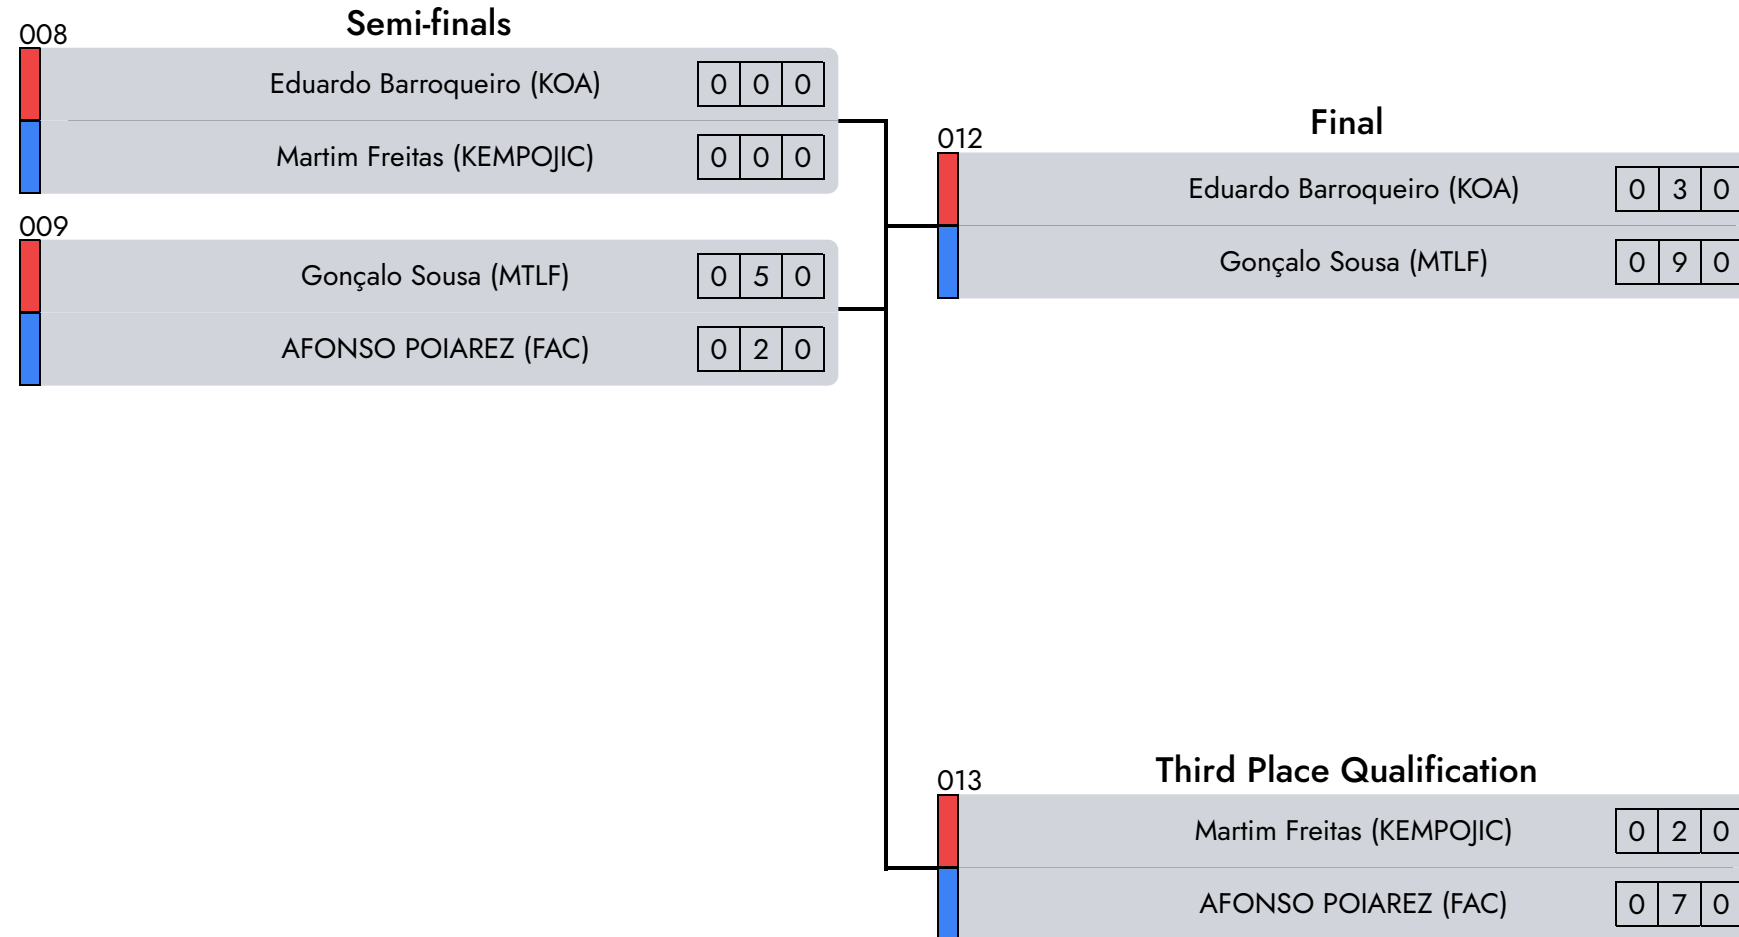 Semi-finals
008
Eduardo Barroqueiro (KOA) 0 0 0
Martim Freitas (KEMPOJIC) 0 0 0
009
Gonçalo Sousa (MTLF) 0 5 0
AFONSO POIAREZ (FAC) 0 2 0
Final
012
Eduardo Barroqueiro (KOA) 0 3 0
Gonçalo Sousa (MTLF) 0 9 0
Third Place Qualification
013
Martim Freitas (KEMPOJIC) 0 2 0
AFONSO POIAREZ (FAC) 0 7 0